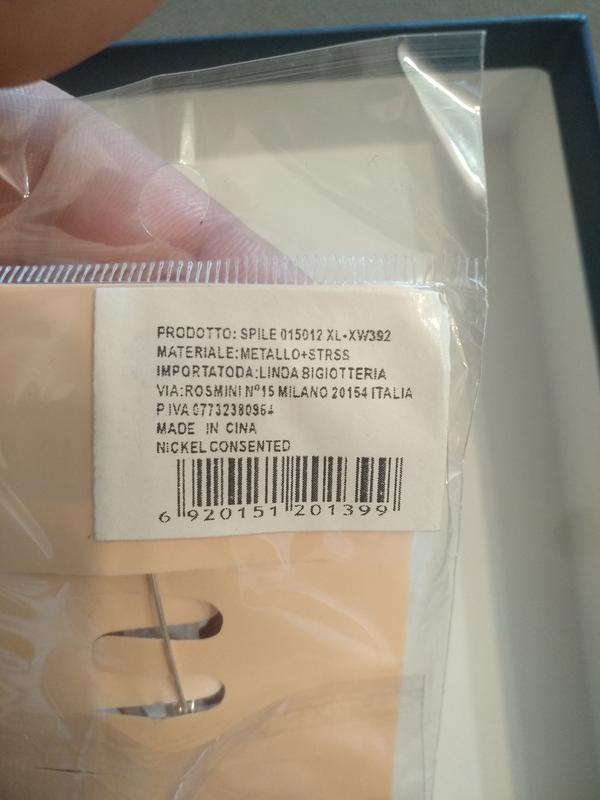 PRODOTTO: SPILE 015012 XL-XW392
MATERIALE:METALLO+STRSS
IMPORTATODA:LINDA BIGIOTTERIA
VIA:ROSMINI N°15 MILANO 20154 ITALIA
P.IVA 07732380964
MADE IN CINA
NICKEL CONSENTED
6 920151 201399